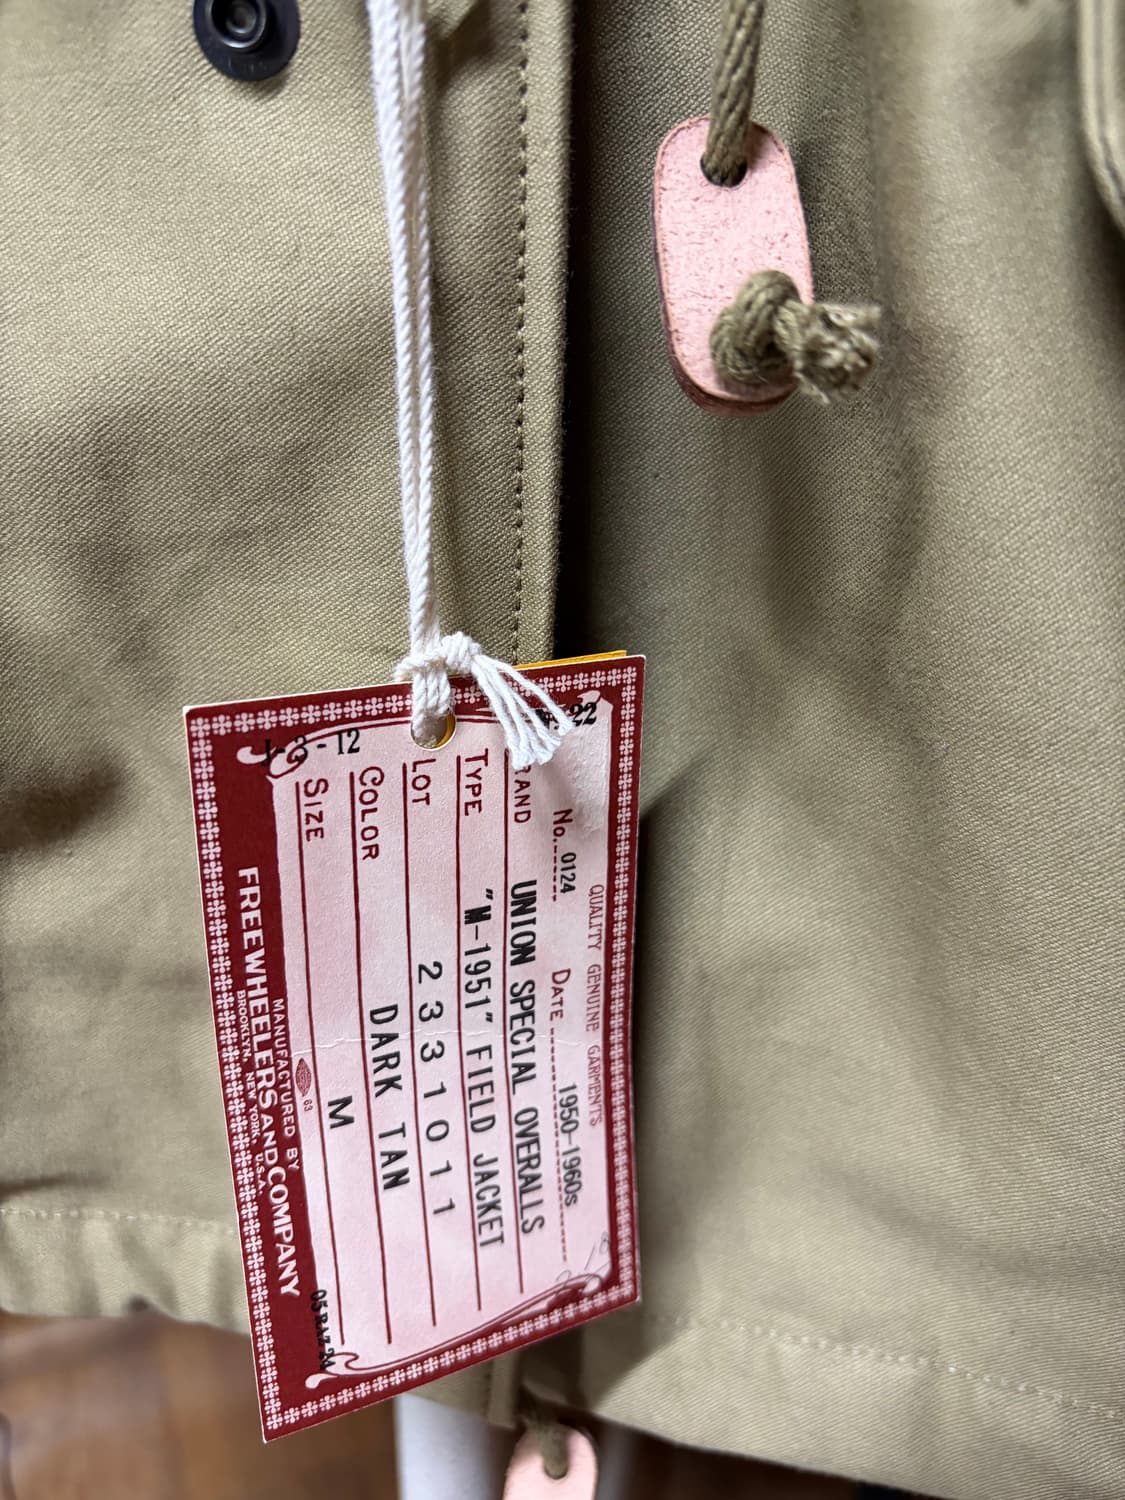 QUALITY GENUINE GARMENTS
No. 0124 DATE 1950-1960s
UNION SPECIAL OVERALLS
TYPE "M-1951" FIELD JACKET
LOT 2331011
COLOR DARK TAN
SIZE M
63
MANUFACTURED BY
FREEWHEELERS AND COMPANY
BROOKLYN, NEW YORK, U.S.A.